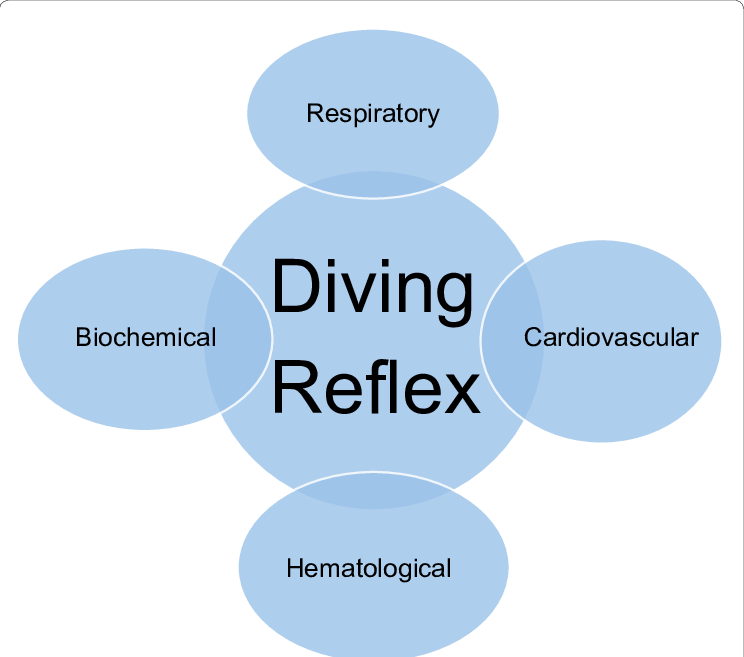 Respiratory
Diving
Reflex
Biochemical
Cardiovascular
Hematological